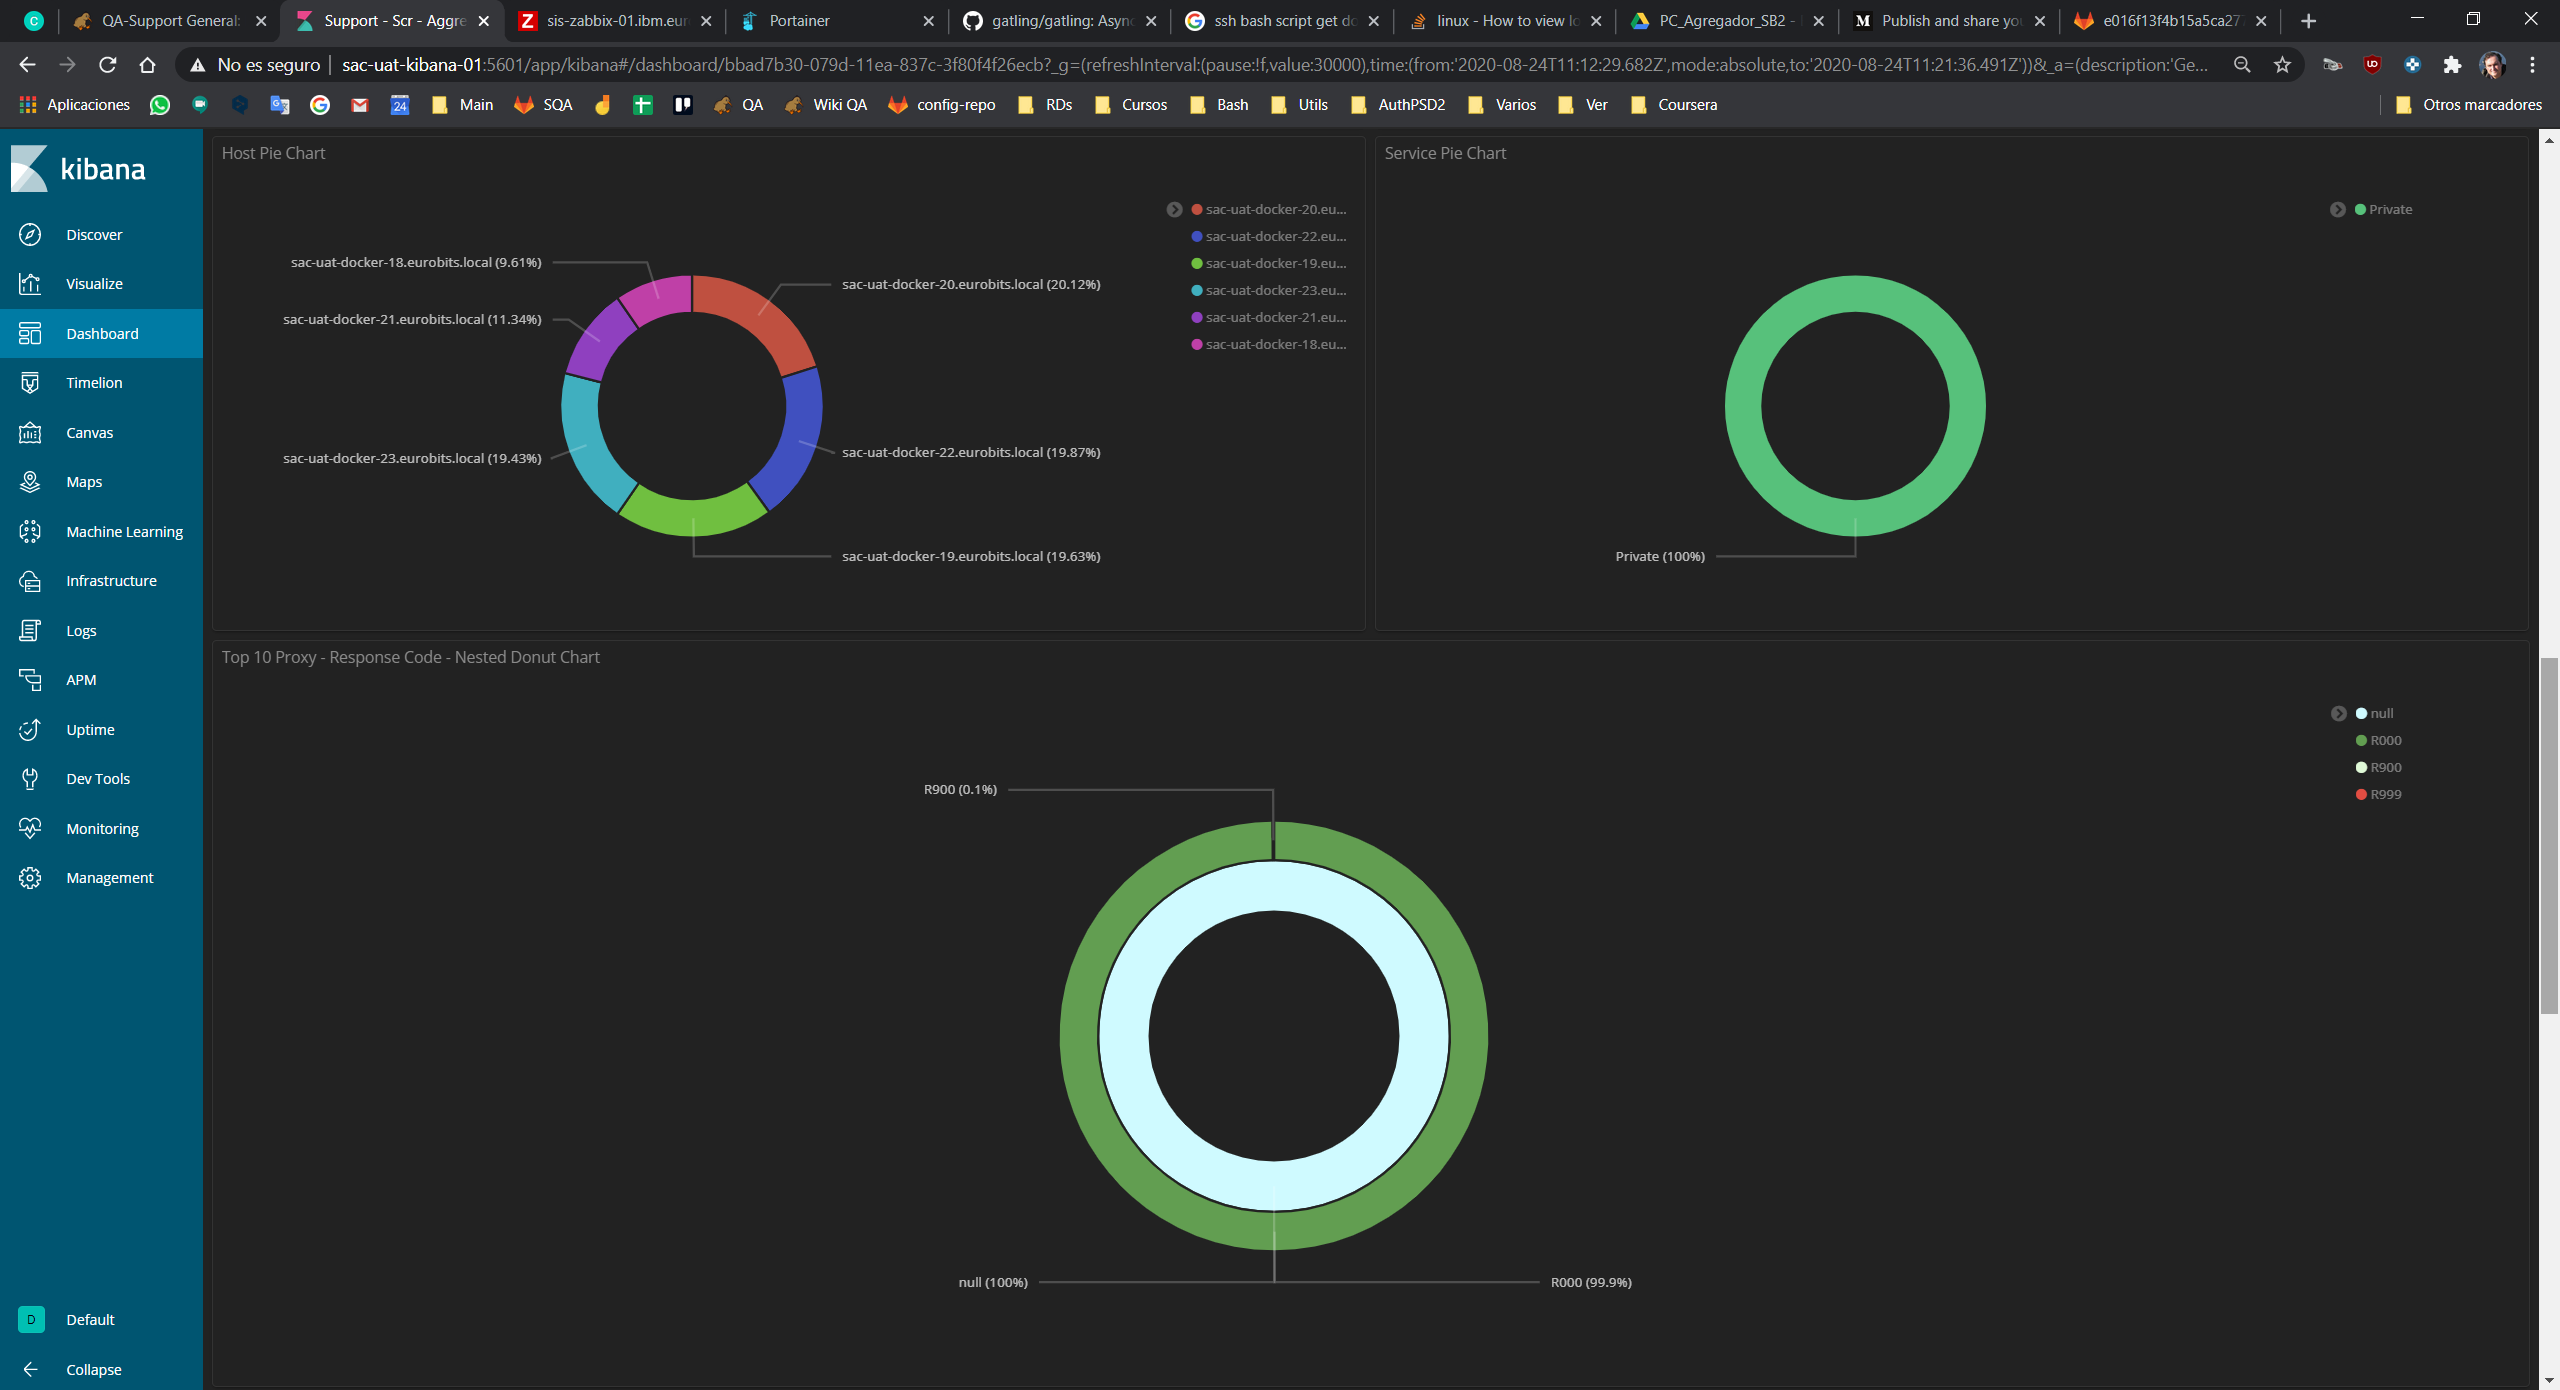 C
QA-Support General:
Support - Scr - Aggre
sis-zabbix-01.ibm.eur
Portainer
gatling/gatling: Async
ssh bash script get do
linux - How to view lo
PC_Agregador_SB2 -
Publish and share you
e016f13f4b15a5ca277
No es seguro
sac-uat-kibana-01:5601/app/kibana#/dashboard/bbad7b30-079d-11ea-837c-3f80f4f26ecb?_g=(refreshInterval:(pause:!f,value:30000),time:(from:'2020-08-24T11:12:29.682Z',mode:absolute,to:'2020-08-24T11:21:36.491Z'))&_a=(description:'Ge...
Aplicaciones
24
Main
SQA
QA
Wiki QA
config-repo
RDs
Cursos
Bash
Utils
AuthPSD2
Varios
Ver
Coursera
Otros marcadores
kibana
Discover
Visualize
Dashboard
Timelion
Canvas
Maps
Machine Learning
Infrastructure
Logs
APM
Uptime
Dev Tools
Monitoring
Management
D Default
Collapse
Host Pie Chart
sac-uat-docker-18.eurobits.local (9.61%)
sac-uat-docker-20.eurobits.local (20.12%)
sac-uat-docker-21.eurobits.local (11.34%)
sac-uat-docker-23.eurobits.local (19.43%)
sac-uat-docker-22.eurobits.local (19.87%)
sac-uat-docker-19.eurobits.local (19.63%)
sac-uat-docker-20.eu...
sac-uat-docker-22.eu...
sac-uat-docker-19.eu...
sac-uat-docker-23.eu...
sac-uat-docker-21.eu...
sac-uat-docker-18.eu...
Service Pie Chart
Private
Private (100%)
Top 10 Proxy - Response Code - Nested Donut Chart
null
R000
R900
R999
R900 (0.1%)
null (100%)
R000 (99.9%)